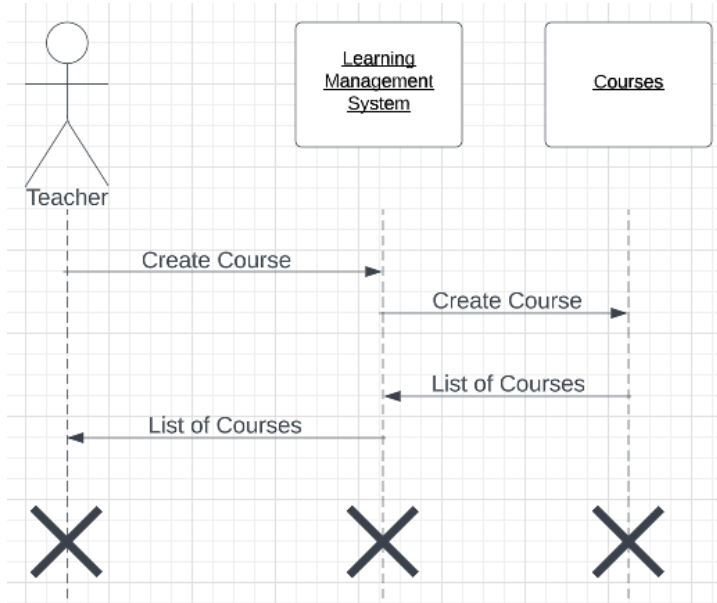 Learning
Management
System
Courses
Teacher
Create Course
Create Course
List of Courses
List of Courses